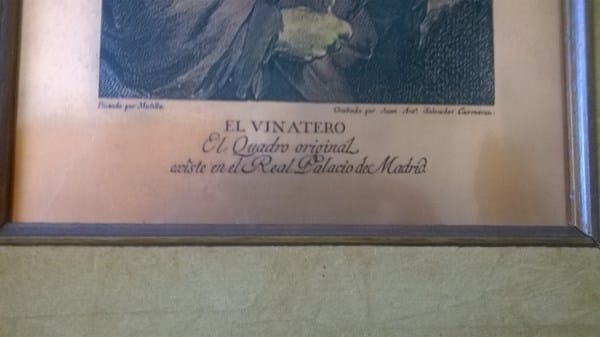 Pintado por Murillo. Grabado por Juan Antº. Salvador Carmona.
EL VINATERO
El Quadro original
existe en el Real Palacio de Madrid.